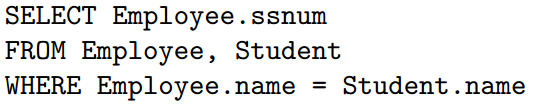 SELECT Employee.ssnum
FROM Employee, Student
WHERE Employee.name = Student.name